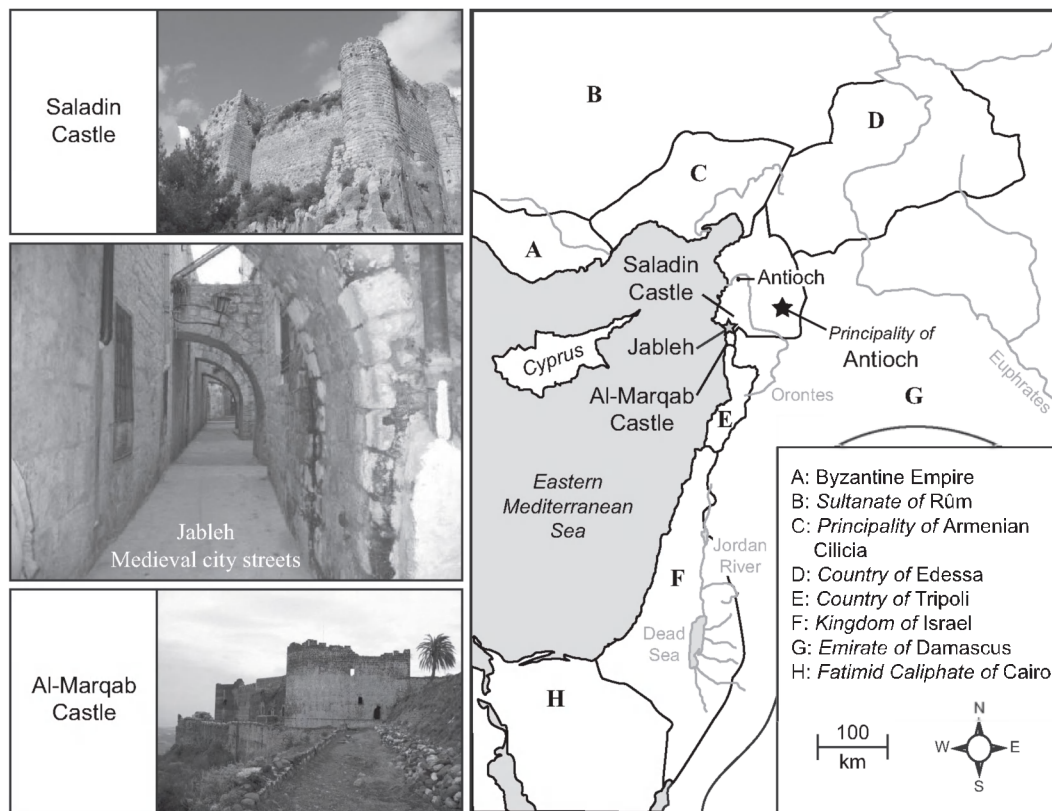 Saladin
Castle
Jableh
Medieval city streets
Al-Marqab
Castle
B
D
C
A
Saladin
Castle
Antioch
Cyprus
Jableh
Principality of
Antioch
Al-Marqab
Castle
Orontes
Euphrates
G
E
Eastern
Mediterranean
Sea
Jordan
River
F
Dead
Sea
H
A: Byzantine Empire
B: Sultanate of Rûm
C: Principality of Armenian
Cilicia
D: Country of Edessa
E: Country of Tripoli
F: Kingdom of Israel
G: Emirate of Damascus
H: Fatimid Caliphate of Cairo
100
km
N
W
E
S